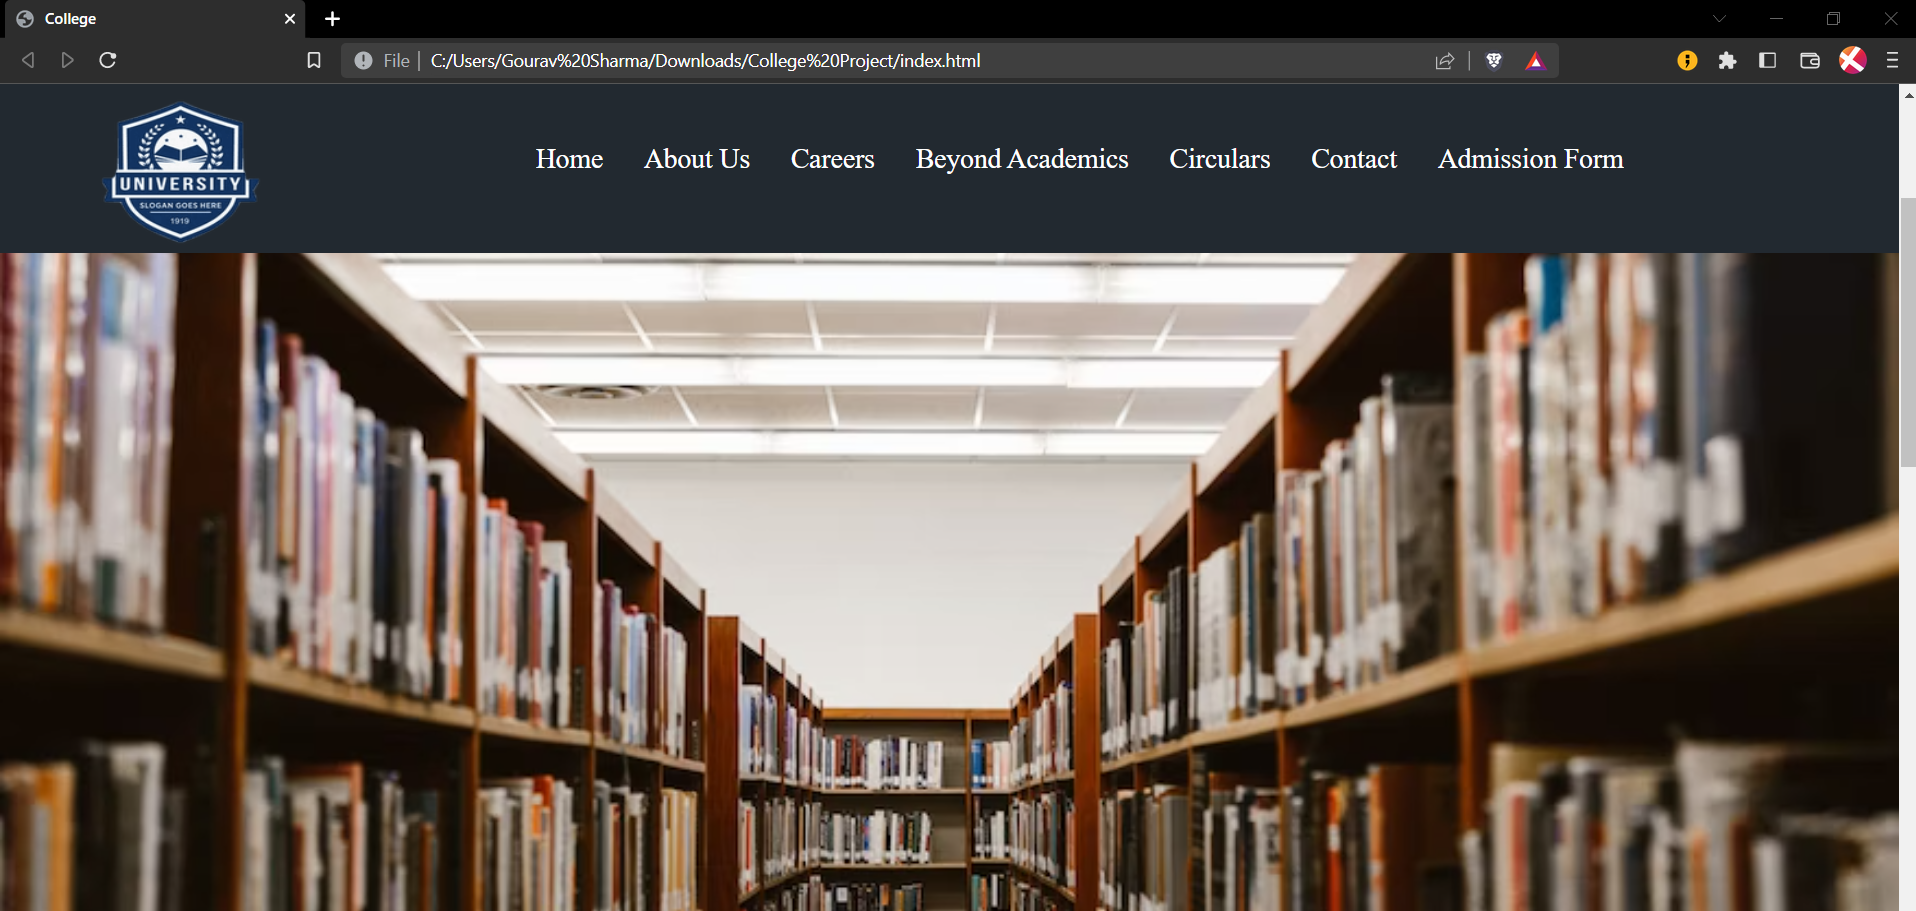 College
File
C:/Users/Gourav%20Sharma/Downloads/College%20Project/index.html
UNIVERSITY
SLOGAN GOES HERE
1919
Home About Us Careers Beyond Academics Circulars Contact Admission Form